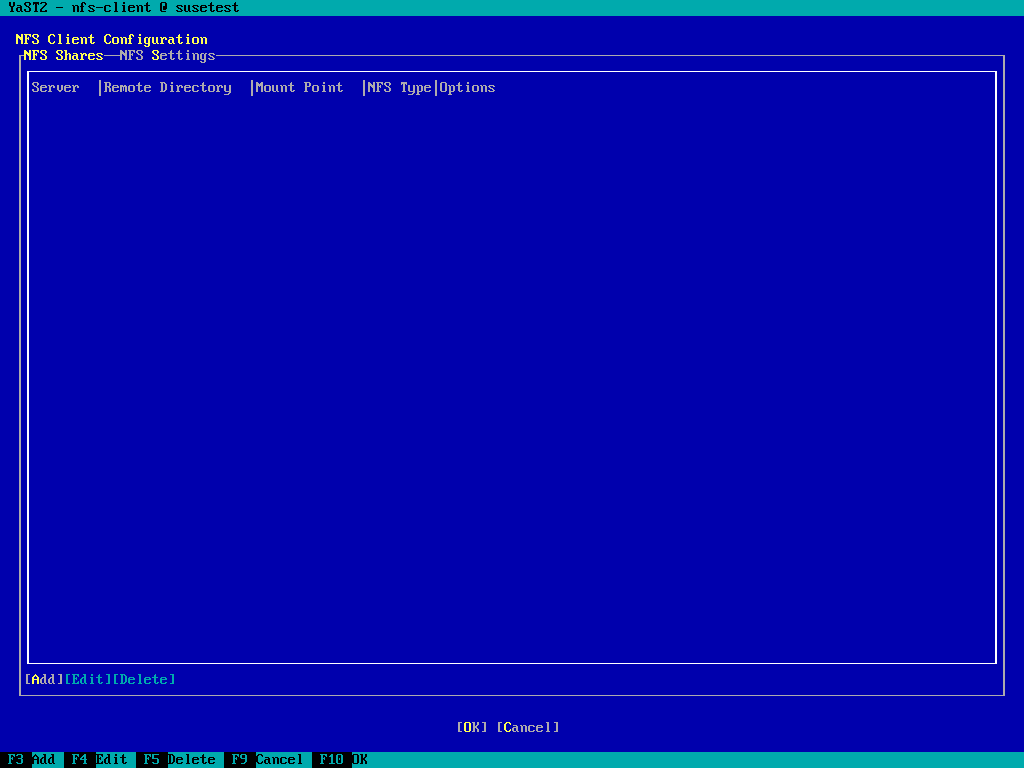 YaST2 - nfs-client @ susetest
NFS Client Configuration
NFS Shares NFS Settings
Server |Remote Directory |Mount Point |NFS Type|Options
[Add][Edit][Delete]
[OK] [Cancel]
F3 Add F4 Edit F5 Delete F9 Cancel F10 OK